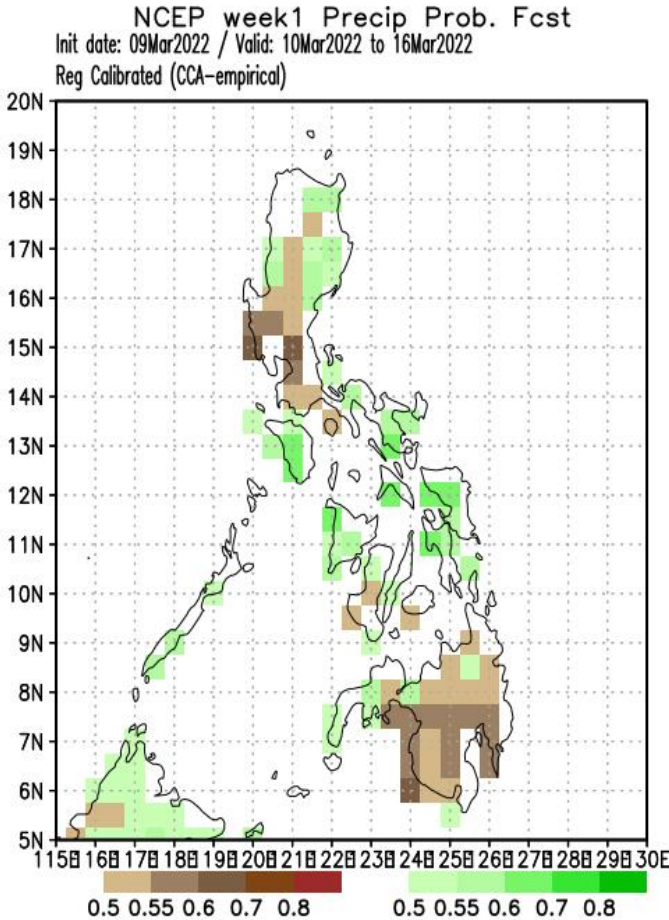 NCEP week1 Precip Prob. Fcst
Init date: 09Mar2022 / Valid: 10Mar2022 to 16Mar2022
Reg Calibrated (CCA-empirical)
20N
19N
18N
17N
16N
15N
14N
13N
12N
11N
10N
9N
8N
7N
6N
5N
115E 116E 117E 118E 119E 120E 121E 122E 123E 124E 125E 126E 127E 128E 129E 130E
0.5 0.55 0.6 0.7 0.8 0.5 0.55 0.6 0.7 0.8